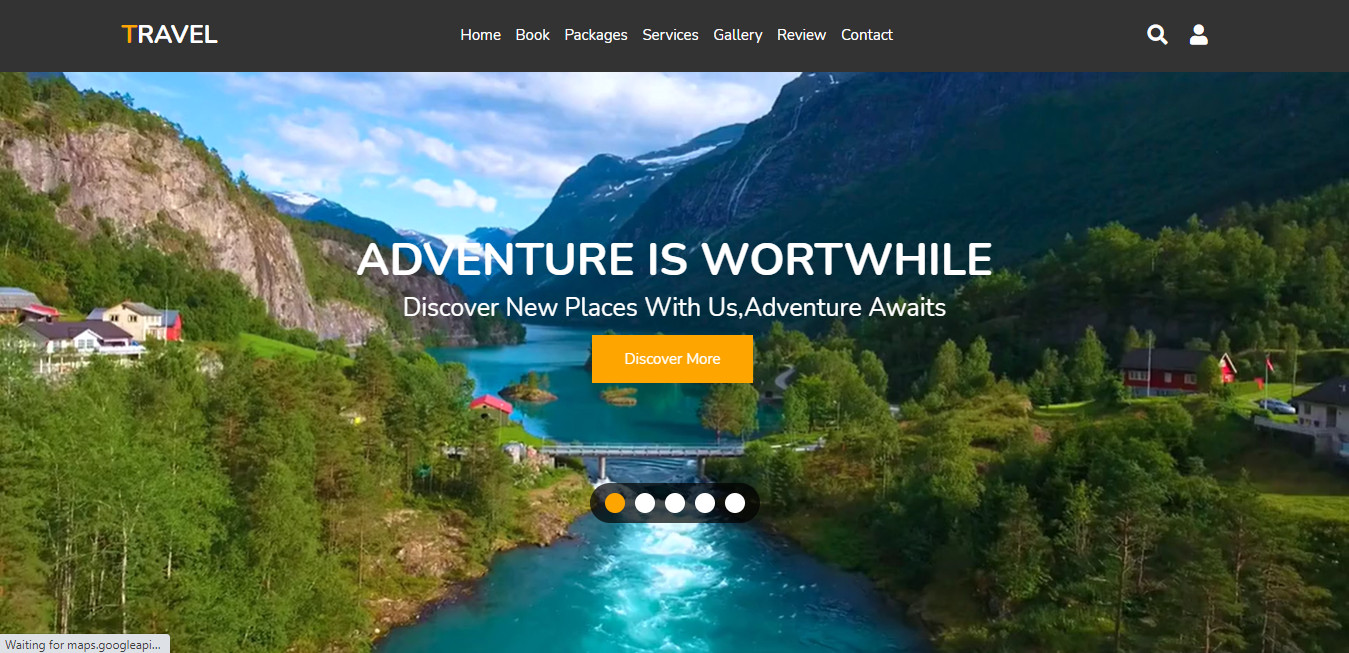 TRAVEL
Home Book Packages Services Gallery Review Contact
ADVENTURE IS WORTWHILE
Discover New Places With Us,Adventure Awaits
Discover More
Waiting for maps.googleapi...